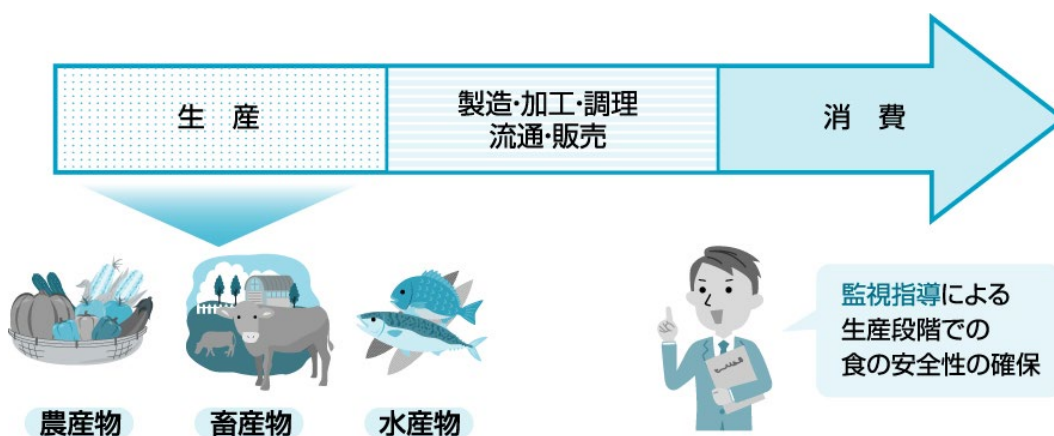 生 産
製造・加工・調理
流通・販売
消 費
農産物
畜産物
水産物
監視指導による
生産段階での
食の安全性の確保